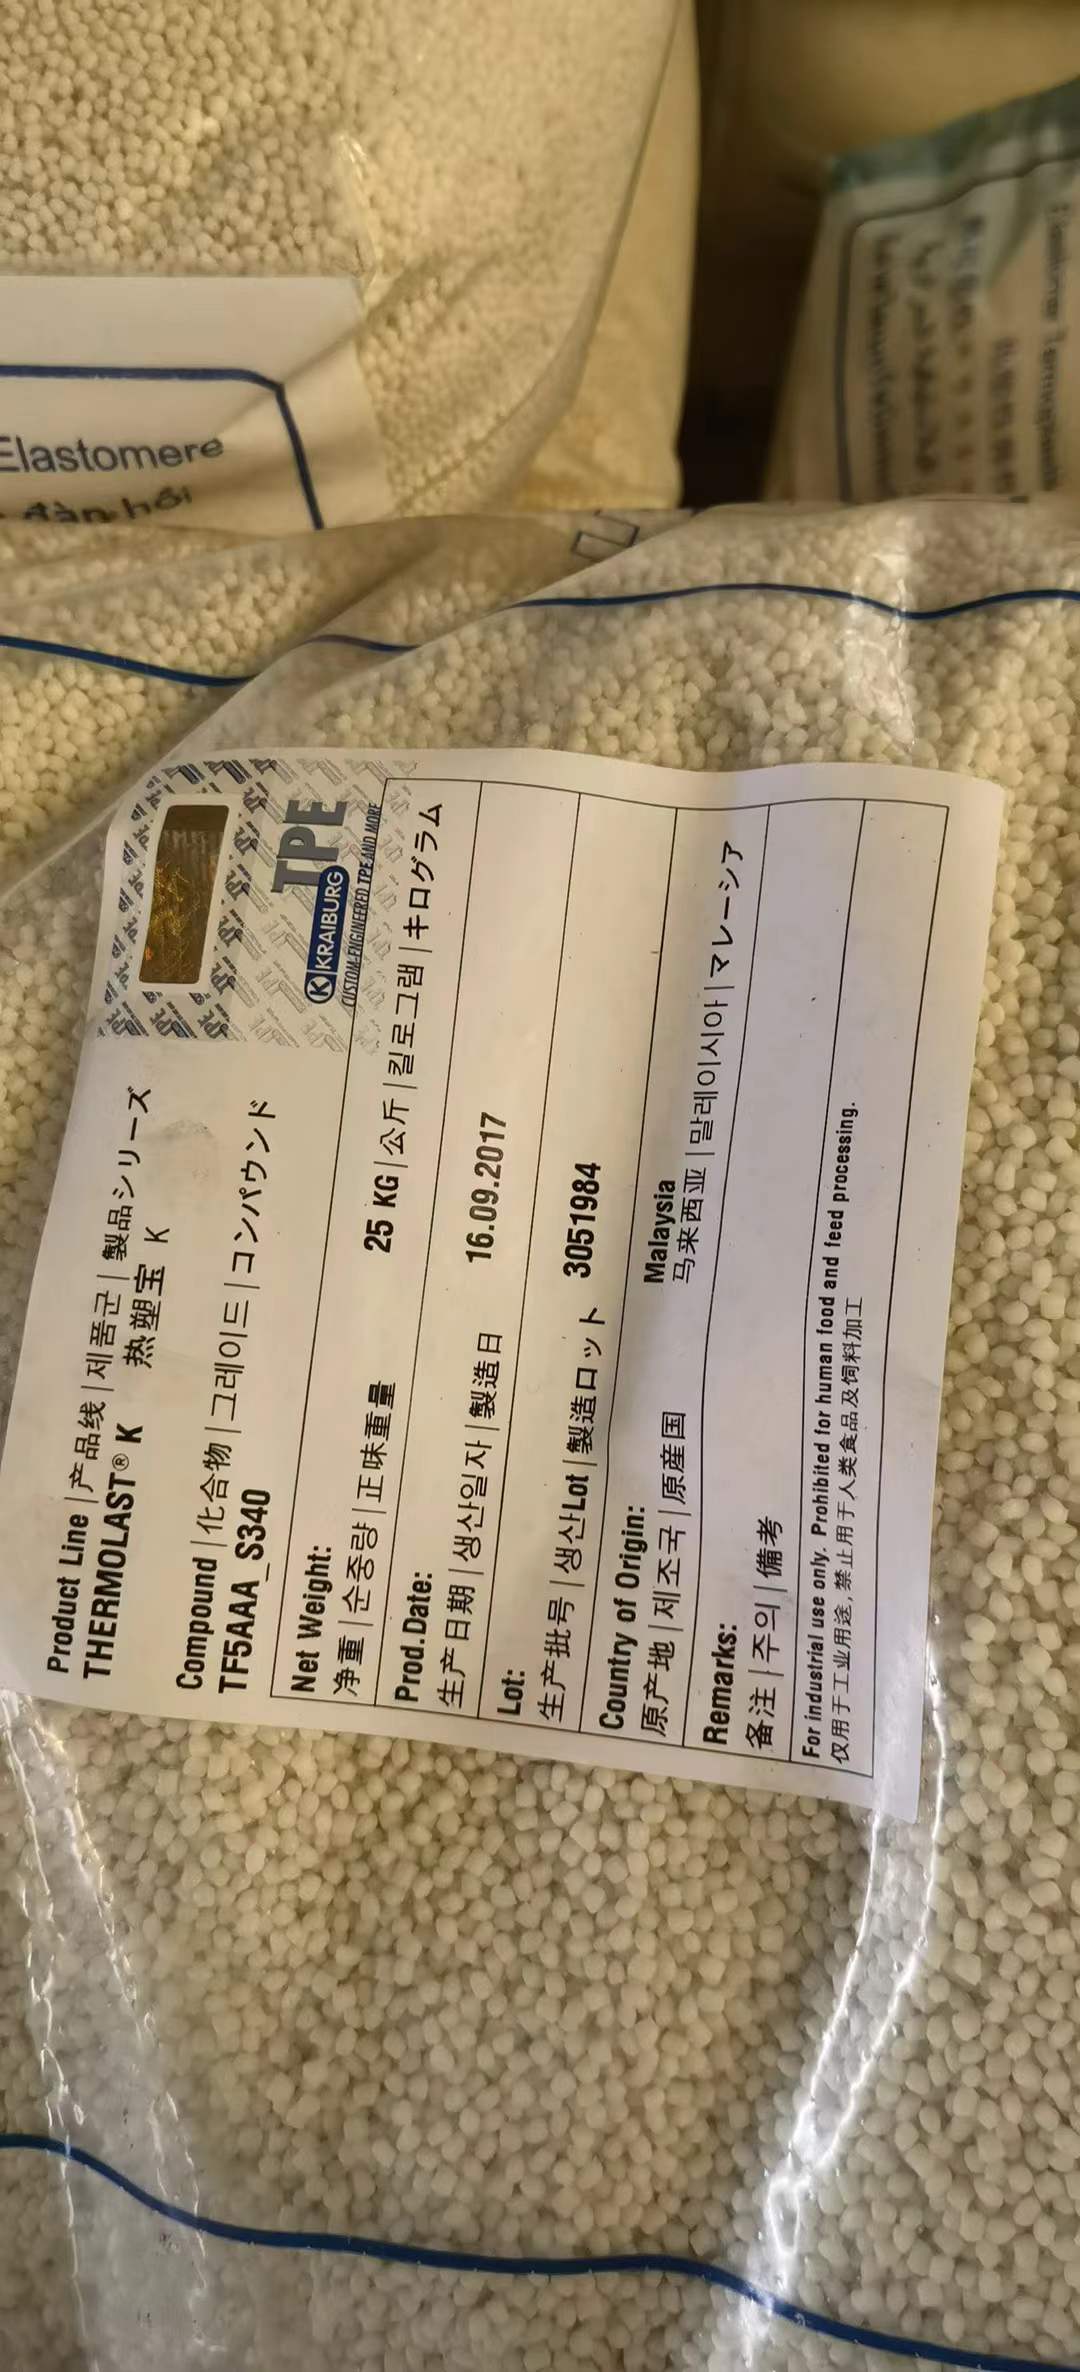 Elastomere
đàn hồi
Product Line | 产品线 | 제품군 | 製品シリーズ
THERMOLAST® K 热塑宝 K
Compound | 化合物 | 그레이드 | コンパウンド
TF5AAA_S340
TPE
KRAIBURG
CUSTOM-ENGINEERED TPE AND MORE
Net Weight:
净重 | 순중량 | 正味重量 25 KG | 公斤 | 킬로그램 | キログラム
Prod.Date:
生产日期 | 생산일자 | 製造日 16.09.2017
Lot:
生产批号 | 생산Lot | 製造ロット 3051984
Country of Origin: Malaysia
原产地 | 제조국 | 原産国 马来西亚 | 말레이시아 | マレーシア
Remarks:
备注 | 주의 | 備考
For industrial use only. Prohibited for human food and feed processing.
仅用于工业用途,禁止用于人类食品及饲料加工